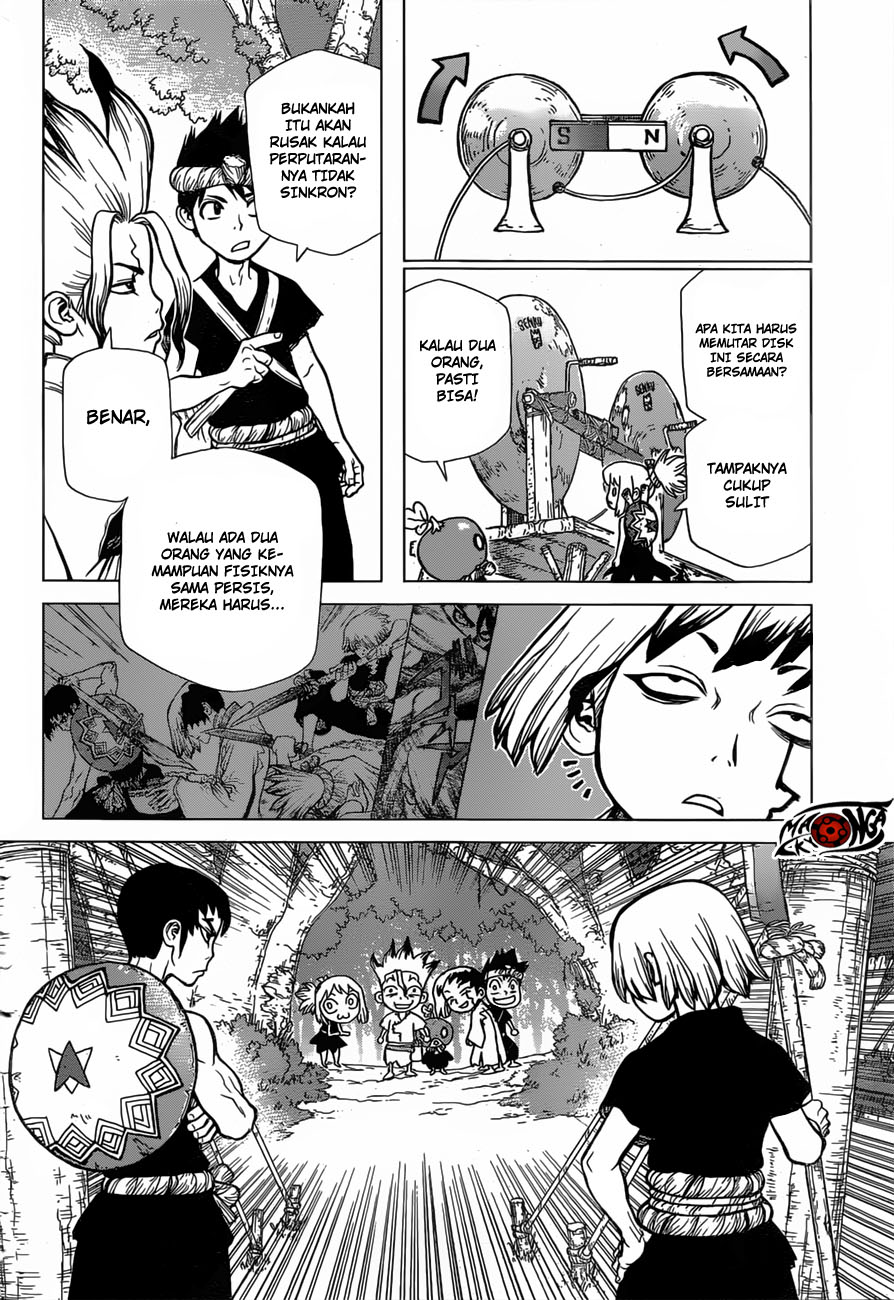 S N
APA KITA HARUS
MEMUTAR DISK
INI SECARA
BERSAMAAN?
TAMPAKNYA
CUKUP
SULIT
SENKU
SENKU
KALAU DUA
ORANG,
PASTI
BISA!
BUKANKAH
ITU AKAN
RUSAK KALAU
PERPUTARAN-
NYA TIDAK
SINKRON?
BENAR,
WALAU ADA DUA
ORANG YANG KE-
MAMPUAN FISIKNYA
SAMA PERSIS,
MEREKA HARUS...
MANGACKU